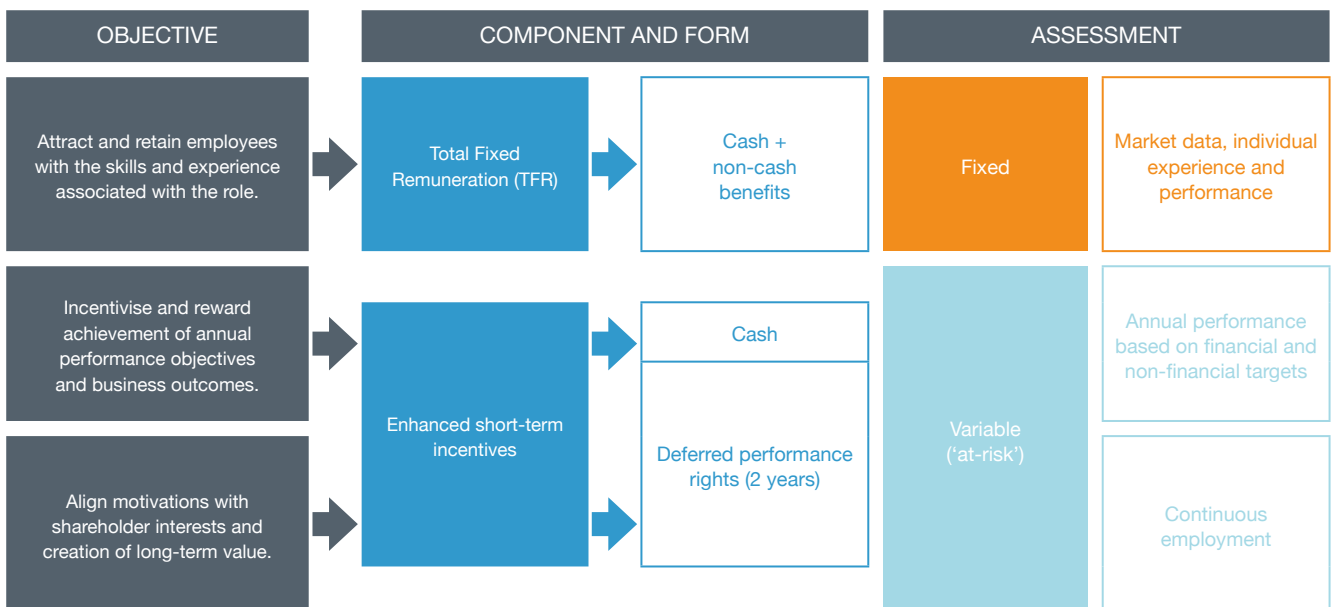 OBJECTIVE
COMPONENT AND FORM
ASSESSMENT
Attract and retain employees
with the skills and experience
associated with the role.
Total Fixed
Remuneration (TFR)
Cash +
non-cash
benefits
Fixed
Market data, individual
experience and
performance
Incentivise and reward
achievement of annual
performance objectives
and business outcomes.
Align motivations with
shareholder interests and
creation of long-term value.
Enhanced short-term
incentives
Cash
Deferred performance
rights (2 years)
Variable
(‘at-risk’)
Annual performance
based on financial and
non-financial targets
Continuous
employment